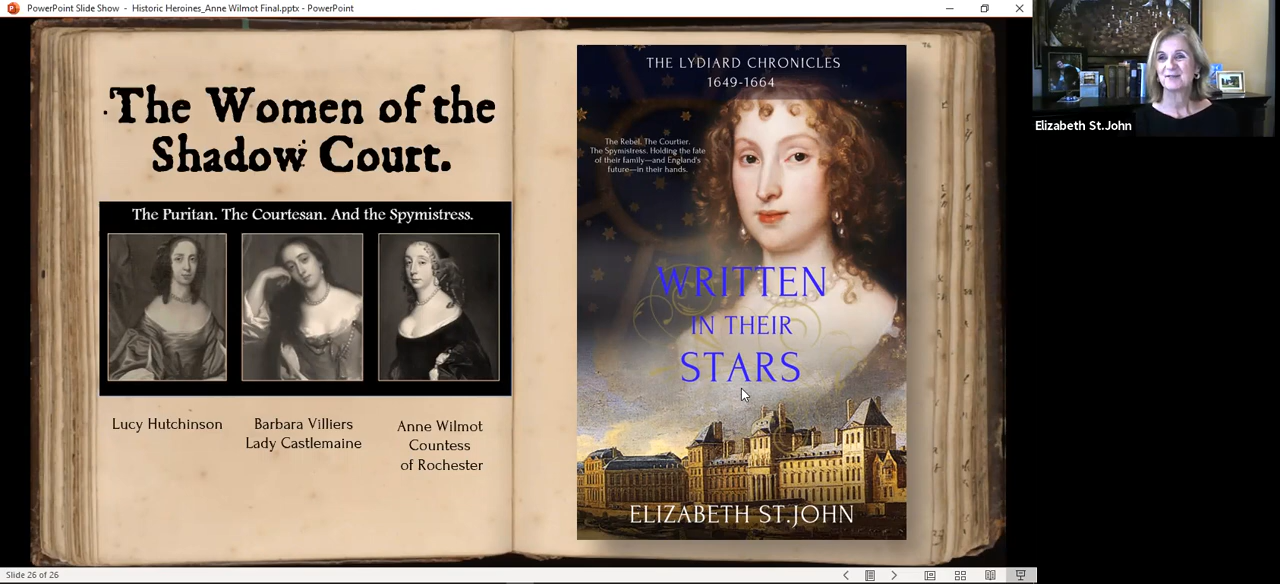 PowerPoint Slide Show - Historic Heroines_Anne Wilmot Final.pptx - PowerPoint
The Women of the
Shadow Court.
The Puritan. The Courtesan. And the Spymistress.
Lucy Hutchinson
Barbara Villiers
Lady Castlemaine
Anne Wilmot
Countess
of Rochester
THE LYDIARD CHRONICLES
1649-1664
The Rebel. The Courtier.
The Spymistress. Holding the fate
of their family—and England's
future—in their hands.
WRITTEN
IN THEIR
STARS
ELIZABETH ST.JOHN
Elizabeth St.John
Slide 26 of 26